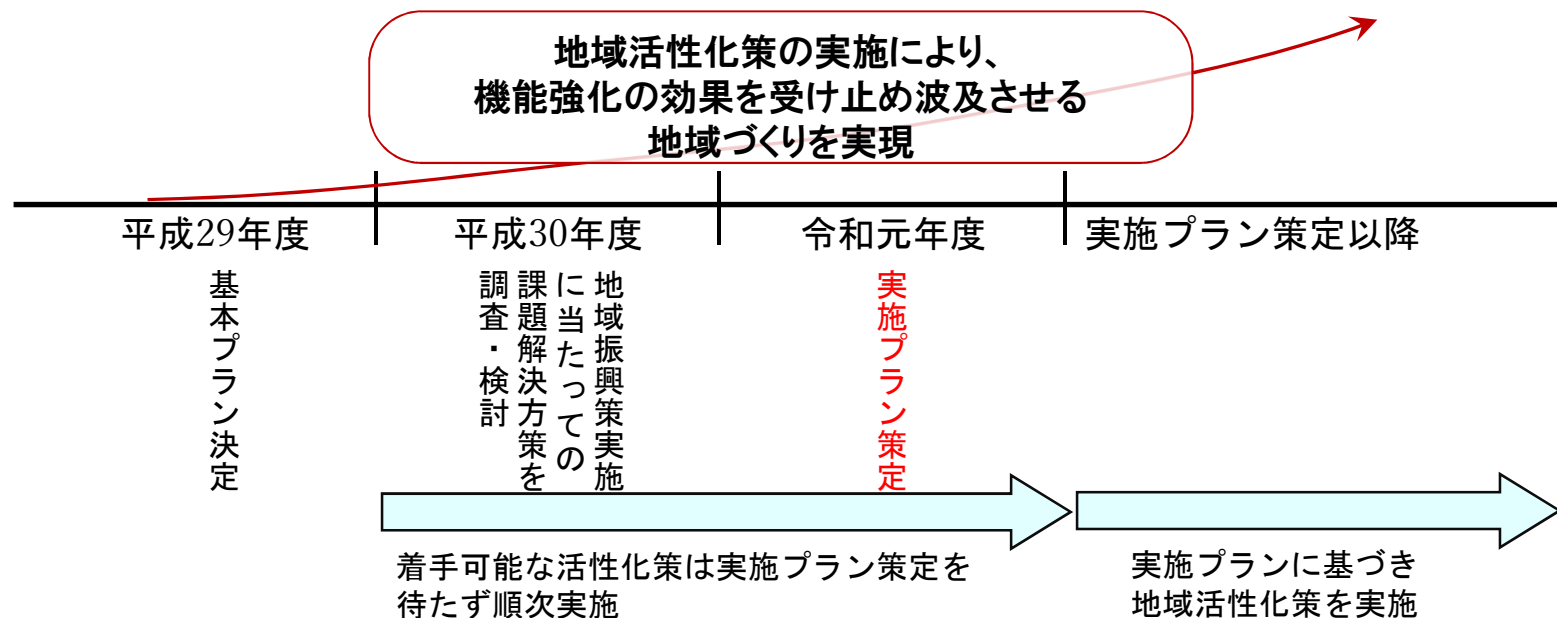 地域活性化策の実施により、
機能強化の効果を受け止め波及させる
地域づくりを実現
平成29年度
平成30年度
令和元年度
実施プラン策定以降
基本プラン決定
地域振興策実施
に当たっての
課題解決方策を
調査・検討
実施プラン策定
着手可能な活性化策は実施プラン策定を
待たず順次実施
実施プランに基づき
地域活性化策を実施